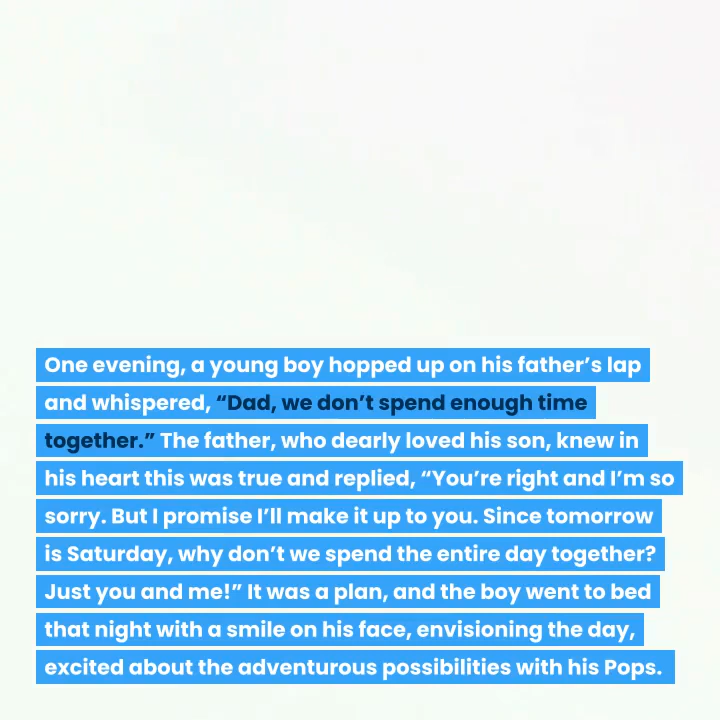 One evening, a young boy hopped up on his father’s lap
and whispered, “Dad, we don’t spend enough time
together.” The father, who dearly loved his son, knew in
his heart this was true and replied, “You’re right and I’m so
sorry. But I promise I’ll make it up to you. Since tomorrow
is Saturday, why don’t we spend the entire day together?
Just you and me!” It was a plan, and the boy went to bed
that night with a smile on his face, envisioning the day,
excited about the adventurous possibilities with his Pops.